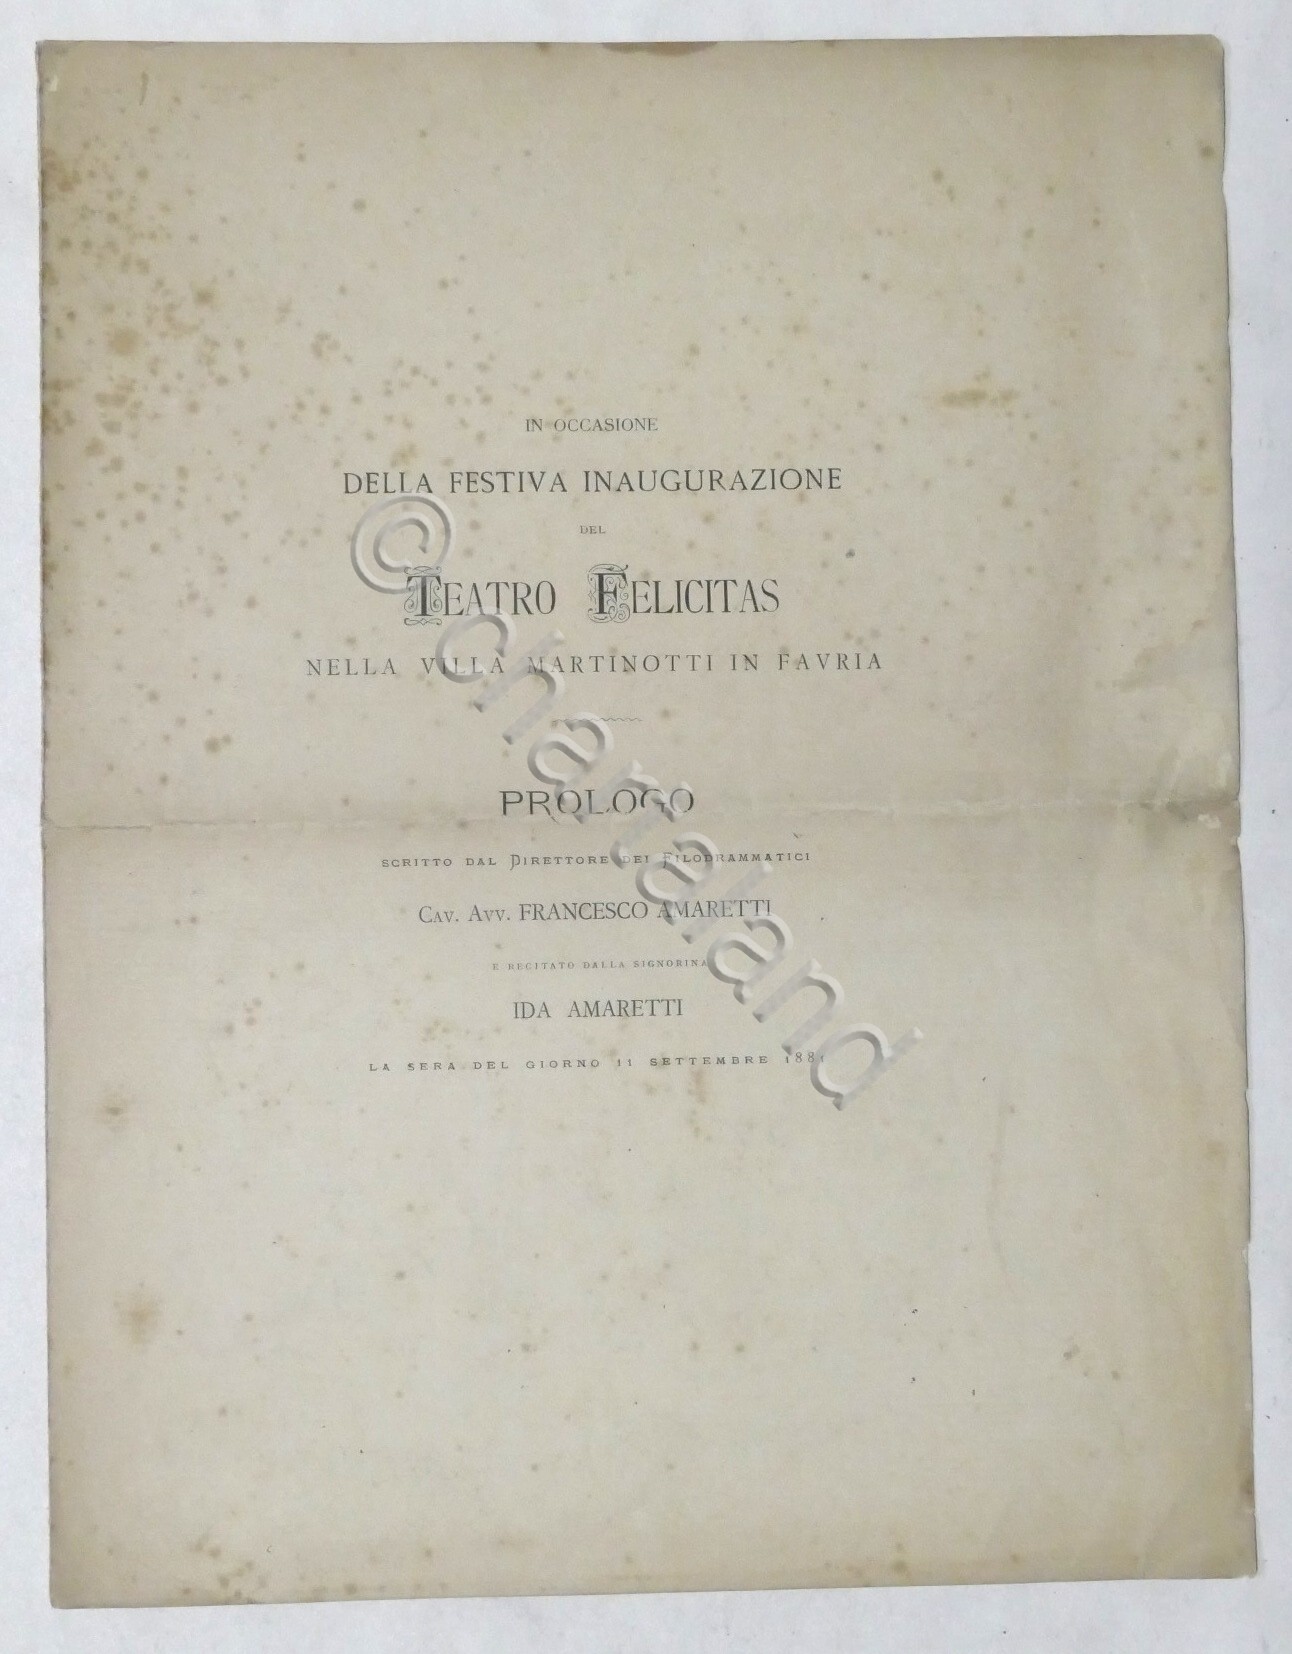 IN OCCASIONE
DELLA FESTIVA INAUGURAZIONE
DEL
TEATRO FELICITAS
NELLA VILLA MARTINOTTI IN FAVRIA
PROLOGO
SCRITTO DAL DIRETTORE DEI FILODRAMMATICI
CAV. AVV. FRANCESCO AMARETTI
E RECITATO DALLA SIGNORINA
IDA AMARETTI
LA SERA DEL GIORNO 11 SETTEMBRE 1881
© chartaland